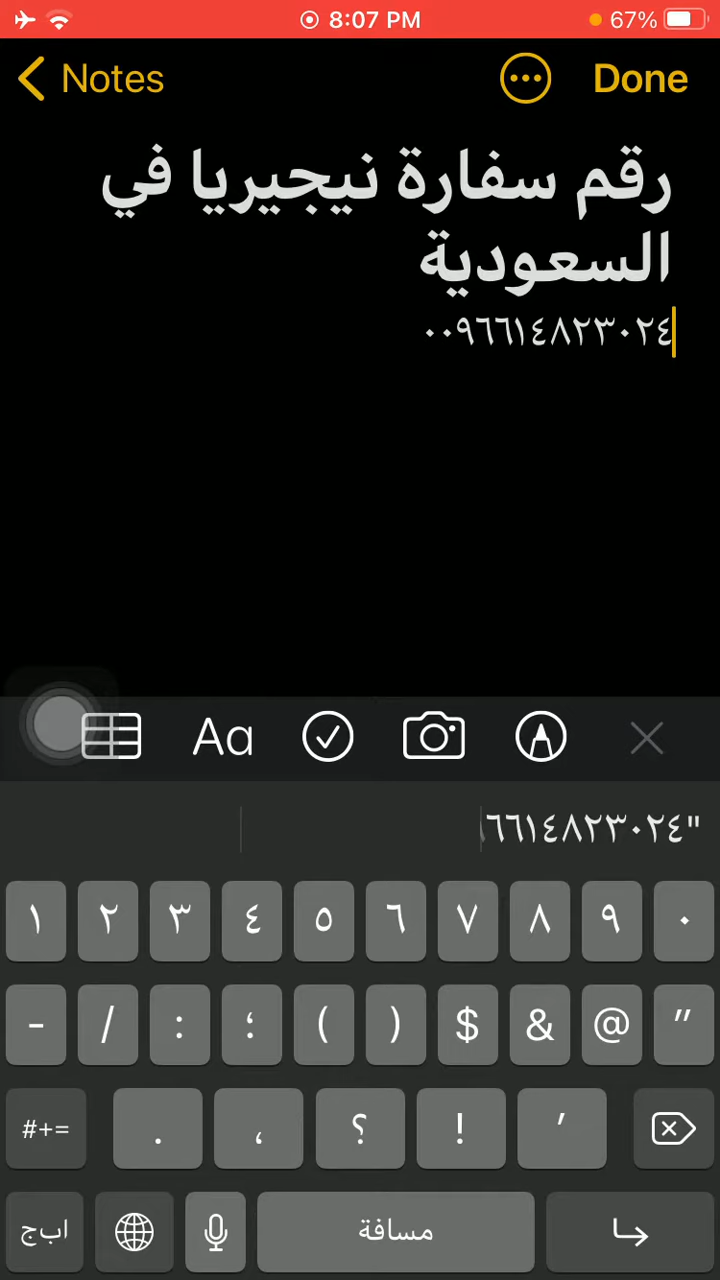 8:07 PM
67%
Notes
Done
رقم سفارة نيجيريا في
السعودية
٠٠٩٦٦١٤٨٢٣٠٢٤
Aa
٦٦١٤٨٢٣٠٢٤"
١ ٢ ٣ ٤ ٥ ٦ ٧ ٨ ٩ ٠
- / : ؛ ( ) $ & @ "
#+= . ، ؟ ! ’
اب‌ج مسافة